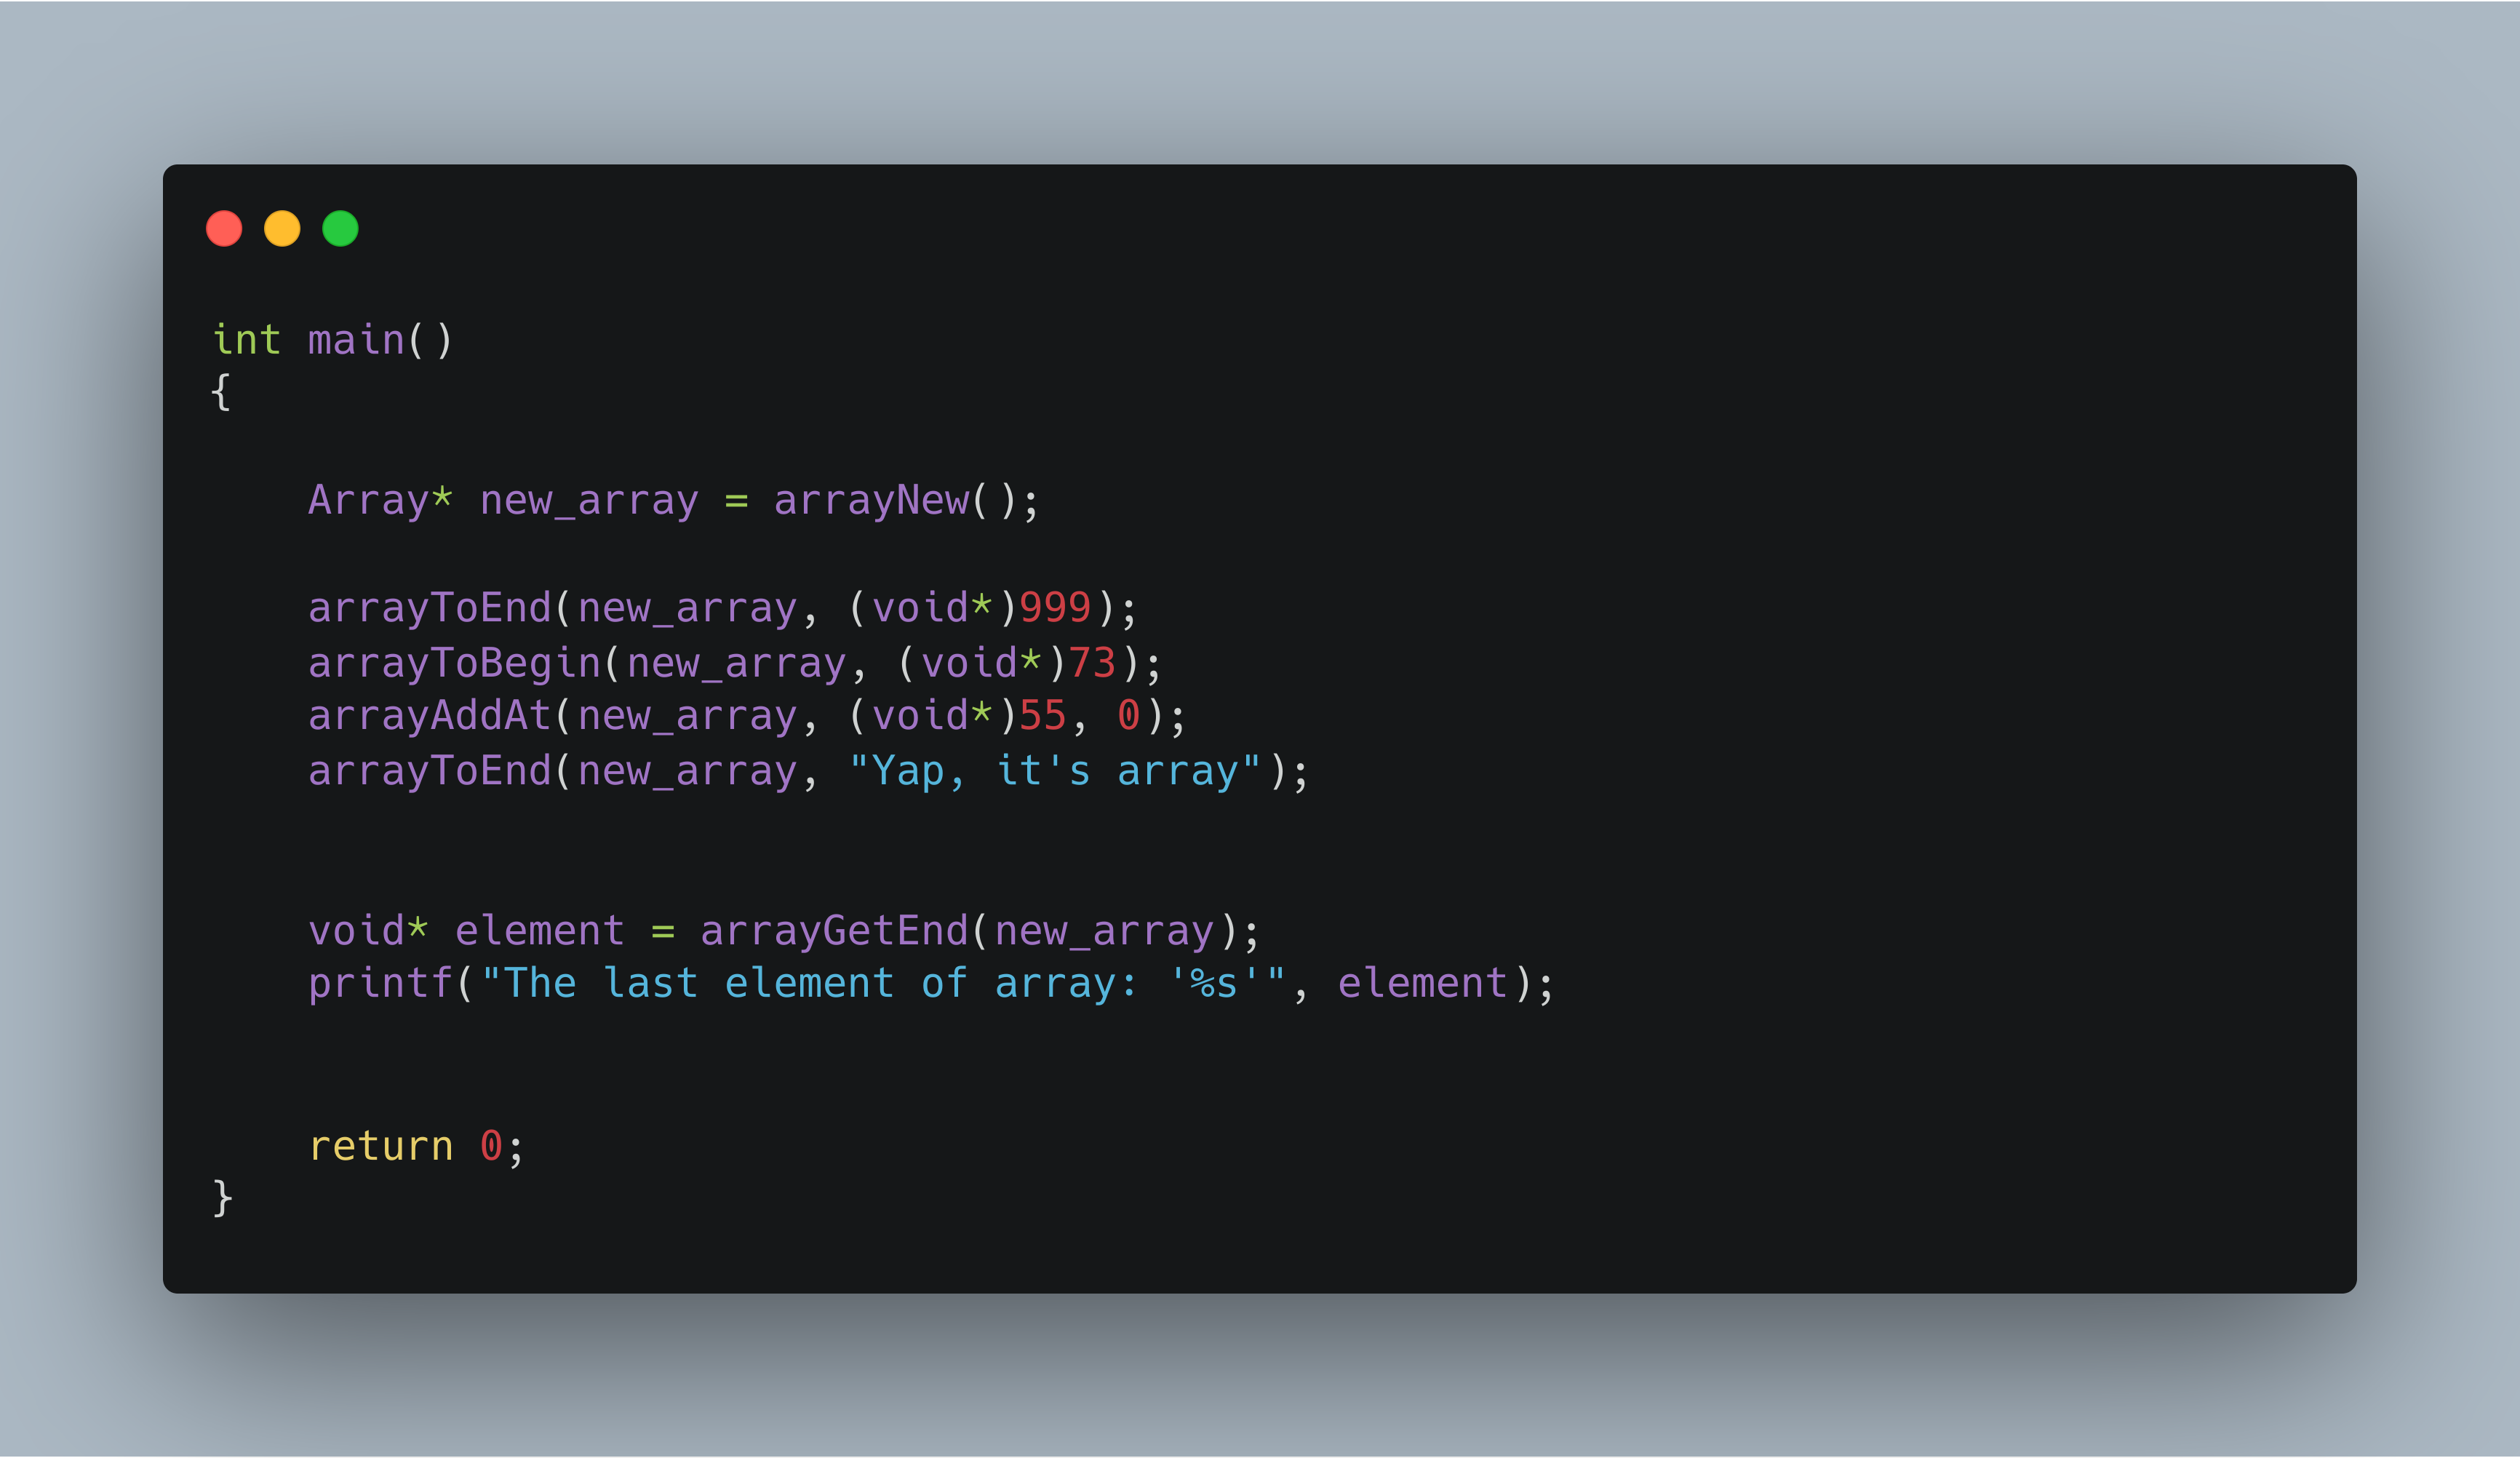 int main()
{
    Array* new_array = arrayNew();
    arrayToEnd(new_array, (void*)999);
    arrayToBegin(new_array, (void*)73);
    arrayAddAt(new_array, (void*)55, 0);
    arrayToEnd(new_array, "Yap, it's array");
    void* element = arrayGetEnd(new_array);
    printf("The last element of array: '%s'", element);
    return 0;
}